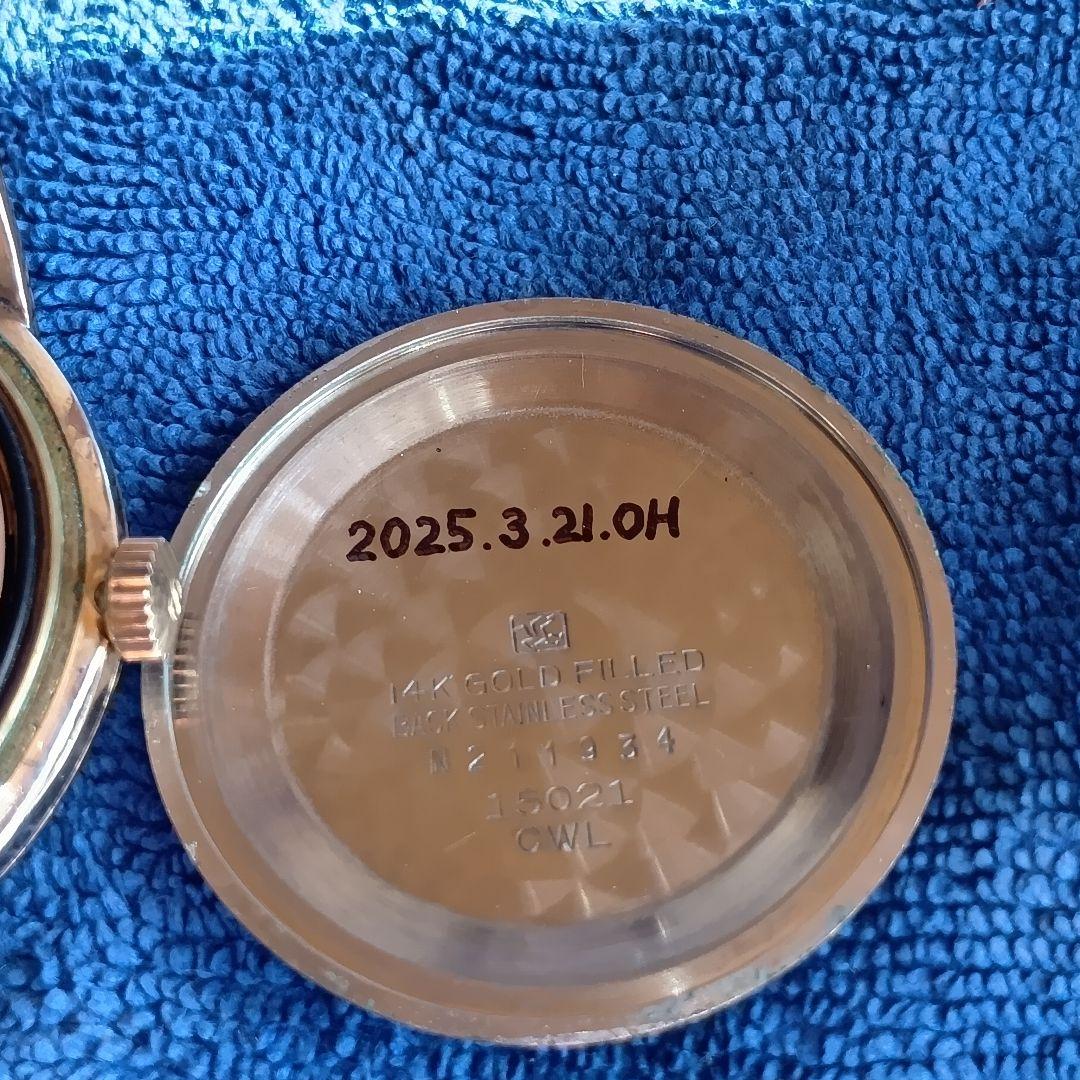 2025.3.21.OH
14K GOLD FILLED
BACK STAINLESS STEEL
N211934
15021
CWL